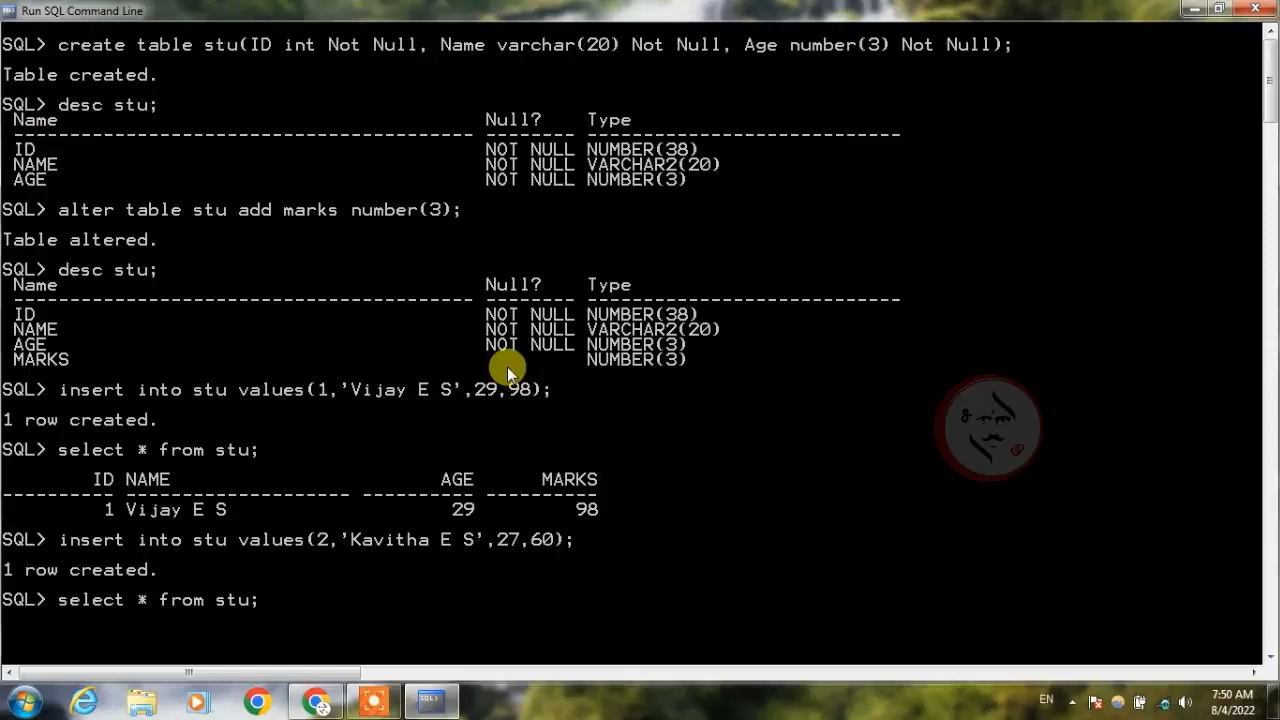 Run SQL Command Line
SQL> create table stu(ID int Not Null, Name varchar(20) Not Null, Age number(3) Not Null);
Table created.
SQL> desc stu;
Name Null? Type
----------------------------------------- -------- ----------------------------
ID NOT NULL NUMBER(38)
NAME NOT NULL VARCHAR2(20)
AGE NOT NULL NUMBER(3)
SQL> alter table stu add marks number(3);
Table altered.
SQL> desc stu;
Name Null? Type
----------------------------------------- -------- ----------------------------
ID NOT NULL NUMBER(38)
NAME NOT NULL VARCHAR2(20)
AGE NOT NULL NUMBER(3)
MARKS NUMBER(3)
SQL> insert into stu values(1,'Vijay E S',29,98);
1 row created.
SQL> select * from stu;
ID NAME AGE MARKS
---------- -------------------- ---------- ----------
1 Vijay E S 29 98
SQL> insert into stu values(2,'Kavitha E S',27,60);
1 row created.
SQL> select * from stu;
EN 7:50 AM
8/4/2022